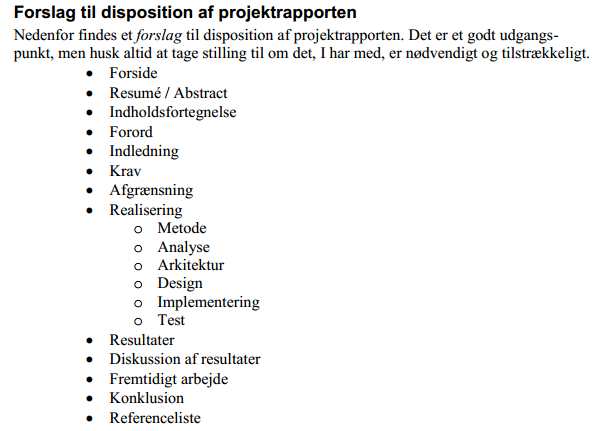 Forslag til disposition af projektrapporten
Nedenfor findes et forslag til disposition af projektrapporten. Det er et godt udgangs-
punkt, men husk altid at tage stilling til om det, I har med, er nødvendigt og tilstrækkeligt.
• Forside
• Resumé / Abstract
• Indholdsfortegnelse
• Forord
• Indledning
• Krav
• Afgrænsning
• Realisering
o Metode
o Analyse
o Arkitektur
o Design
o Implementering
o Test
• Resultater
• Diskussion af resultater
• Fremtidigt arbejde
• Konklusion
• Referenceliste